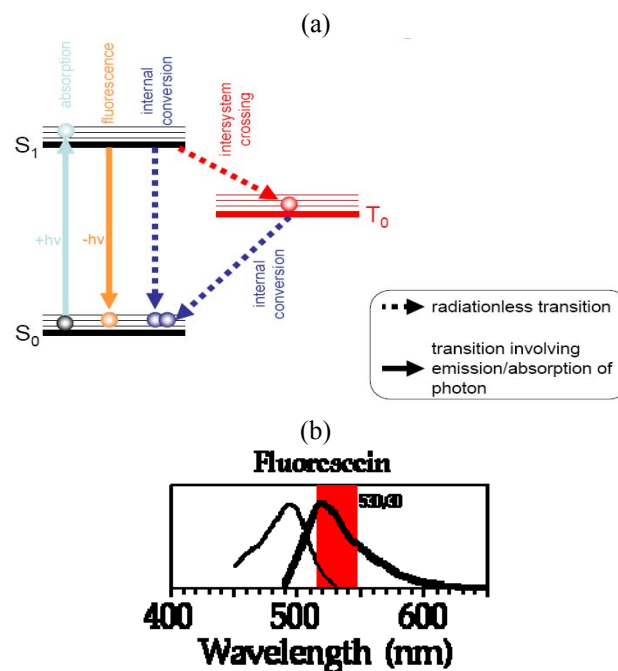 (a)
absorption
fluorescence
internal
conversion
intersystem
crossing
S1
T0
+hv
-hv
internal
conversion
S0
radiationless transition
transition involving
emission/absorption of
photon
(b)
Fluorescein
530/30
400 500 600
Wavelength (nm)